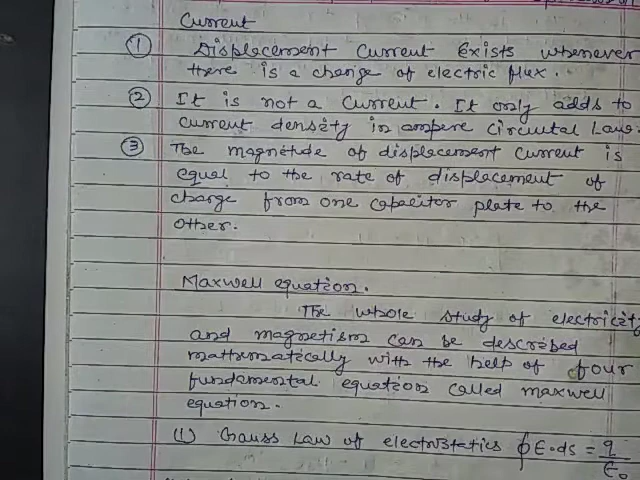 Current
① Displacement Current Exists whenever
there is a change of electric flux.
② It is not a Current. It only adds to
current density in ampere circuital Law.
③ The magnitude of displacement current is
equal to the rate of displacement of
charge from one capacitor plate to the
other.
Maxwell equation.
The whole study of electricity
and magnetism can be described
mathematically with the help of four
fundamental equation called maxwell
equation.
(1) Gauss Law of electrostatics ∮E.ds = q/ε₀